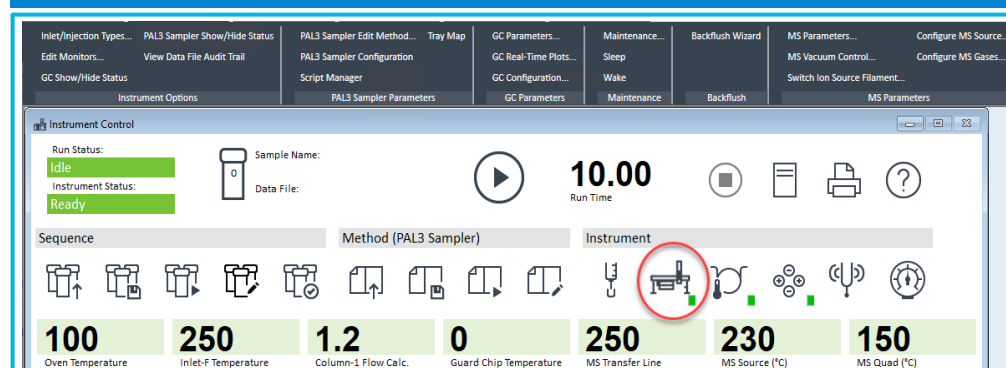 Inlet/Injection Types... PAL3 Sampler Show/Hide Status PAL3 Sampler Edit Method... Tray Map GC Parameters... Maintenance... Backflush Wizard MS Parameters... Configure MS Source...
Edit Monitors... View Data File Audit Trail PAL3 Sampler Configuration GC Real-Time Plots... Sleep MS Vacuum Control... Configure MS Gases...
GC Show/Hide Status Script Manager GC Configuration... Wake Switch Ion Source Filament...
Instrument Options PAL3 Sampler Parameters GC Parameters Maintenance Backflush MS Parameters
Instrument Control
Run Status:
Idle
Instrument Status:
Ready
0
Sample Name:
Data File:
10.00
Run Time
?
Sequence Method (PAL3 Sampler) Instrument
100 250 1.2 0 250 230 150
Oven Temperature Inlet-F Temperature Column-1 Flow Calc. Guard Chip Temperature MS Transfer Line MS Source (°C) MS Quad (°C)